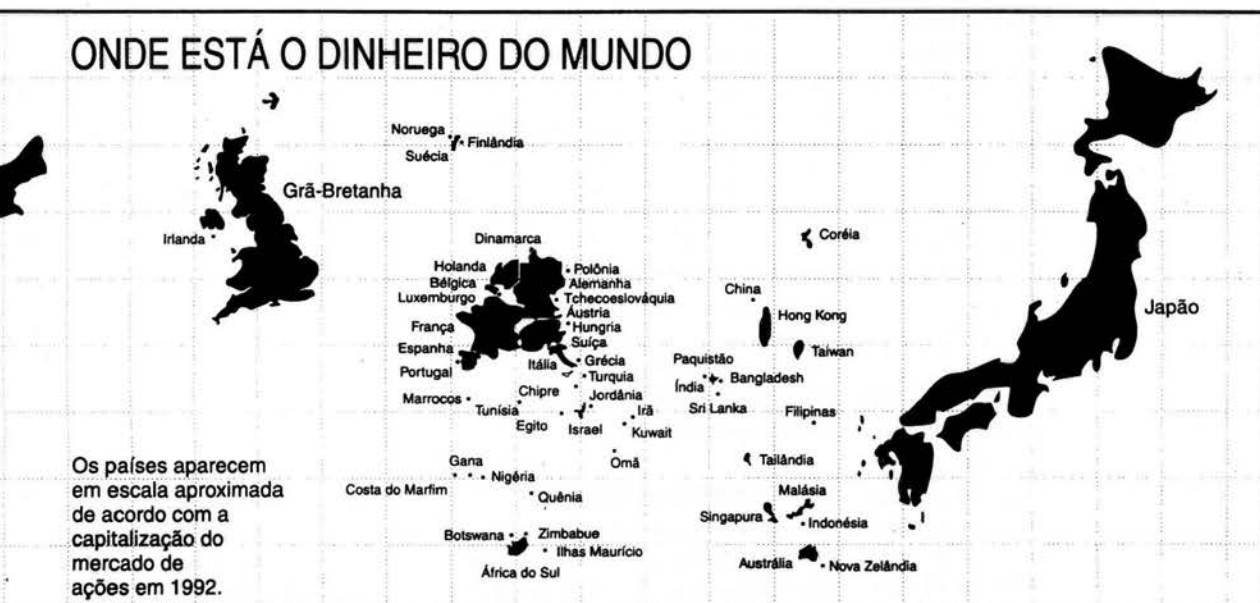 ONDE ESTÁ O DINHEIRO DO MUNDO
Noruega
Finlândia
Suécia
Grã-Bretanha
Irlanda
Dinamarca
Holanda
Polônia
Bélgica
Alemanha
Luxemburgo
Tchecoeslováquia
Áustria
França
Hungria
Suíça
Espanha
Itália
Grécia
Portugal
Turquia
Chipre
Jordânia
Marrocos
Tunísia
Irã
Egito
Israel
Kuwait
Omã
Coréia
China
Hong Kong
Japão
Taiwan
Paquistão
Bangladesh
Índia
Sri Lanka
Filipinas
Tailândia
Malásia
Singapura
Indonésia
Austrália
Nova Zelândia
Gana
Nigéria
Costa do Marfim
Quênia
Botswana
Zimbabue
Ilhas Maurício
África do Sul
Os países aparecem
em escala aproximada
de acordo com a
capitalização do
mercado de
ações em 1992.